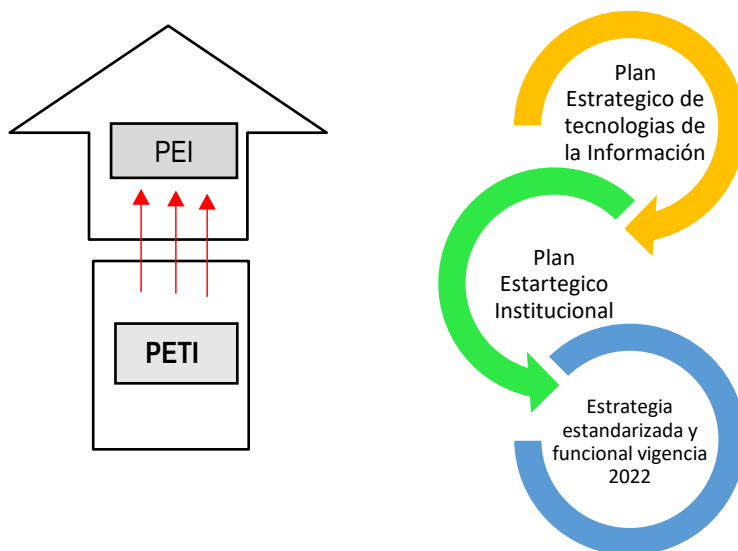 PEI
PETI
Plan
Estrategico de
tecnologias de
la Información
Plan
Estartegico
Institucional
Estrategia
estandarizada y
funcional vigencia
2022